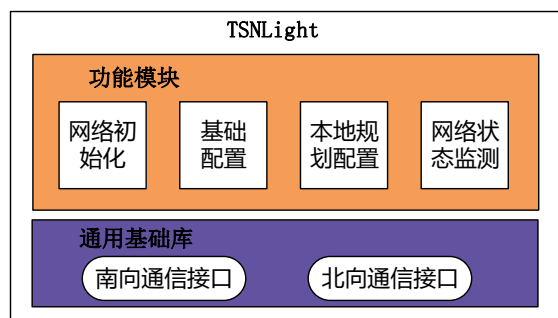 TSNLight
功能模块
网络初
始化
基础
配置
本地规
划配置
网络状
态监测
通用基础库
南向通信接口
北向通信接口